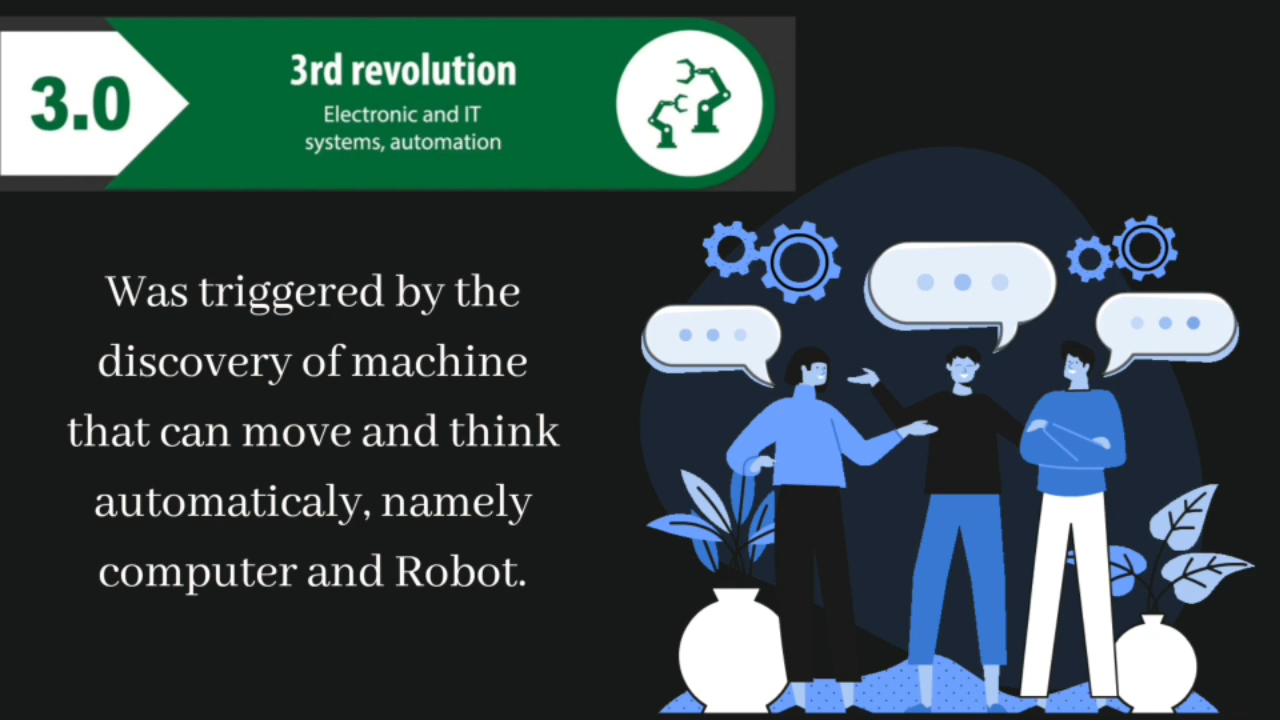 3.0
3rd revolution
Electronic and IT
systems, automation
Was triggered by the
discovery of machine
that can move and think
automaticaly, namely
computer and Robot.